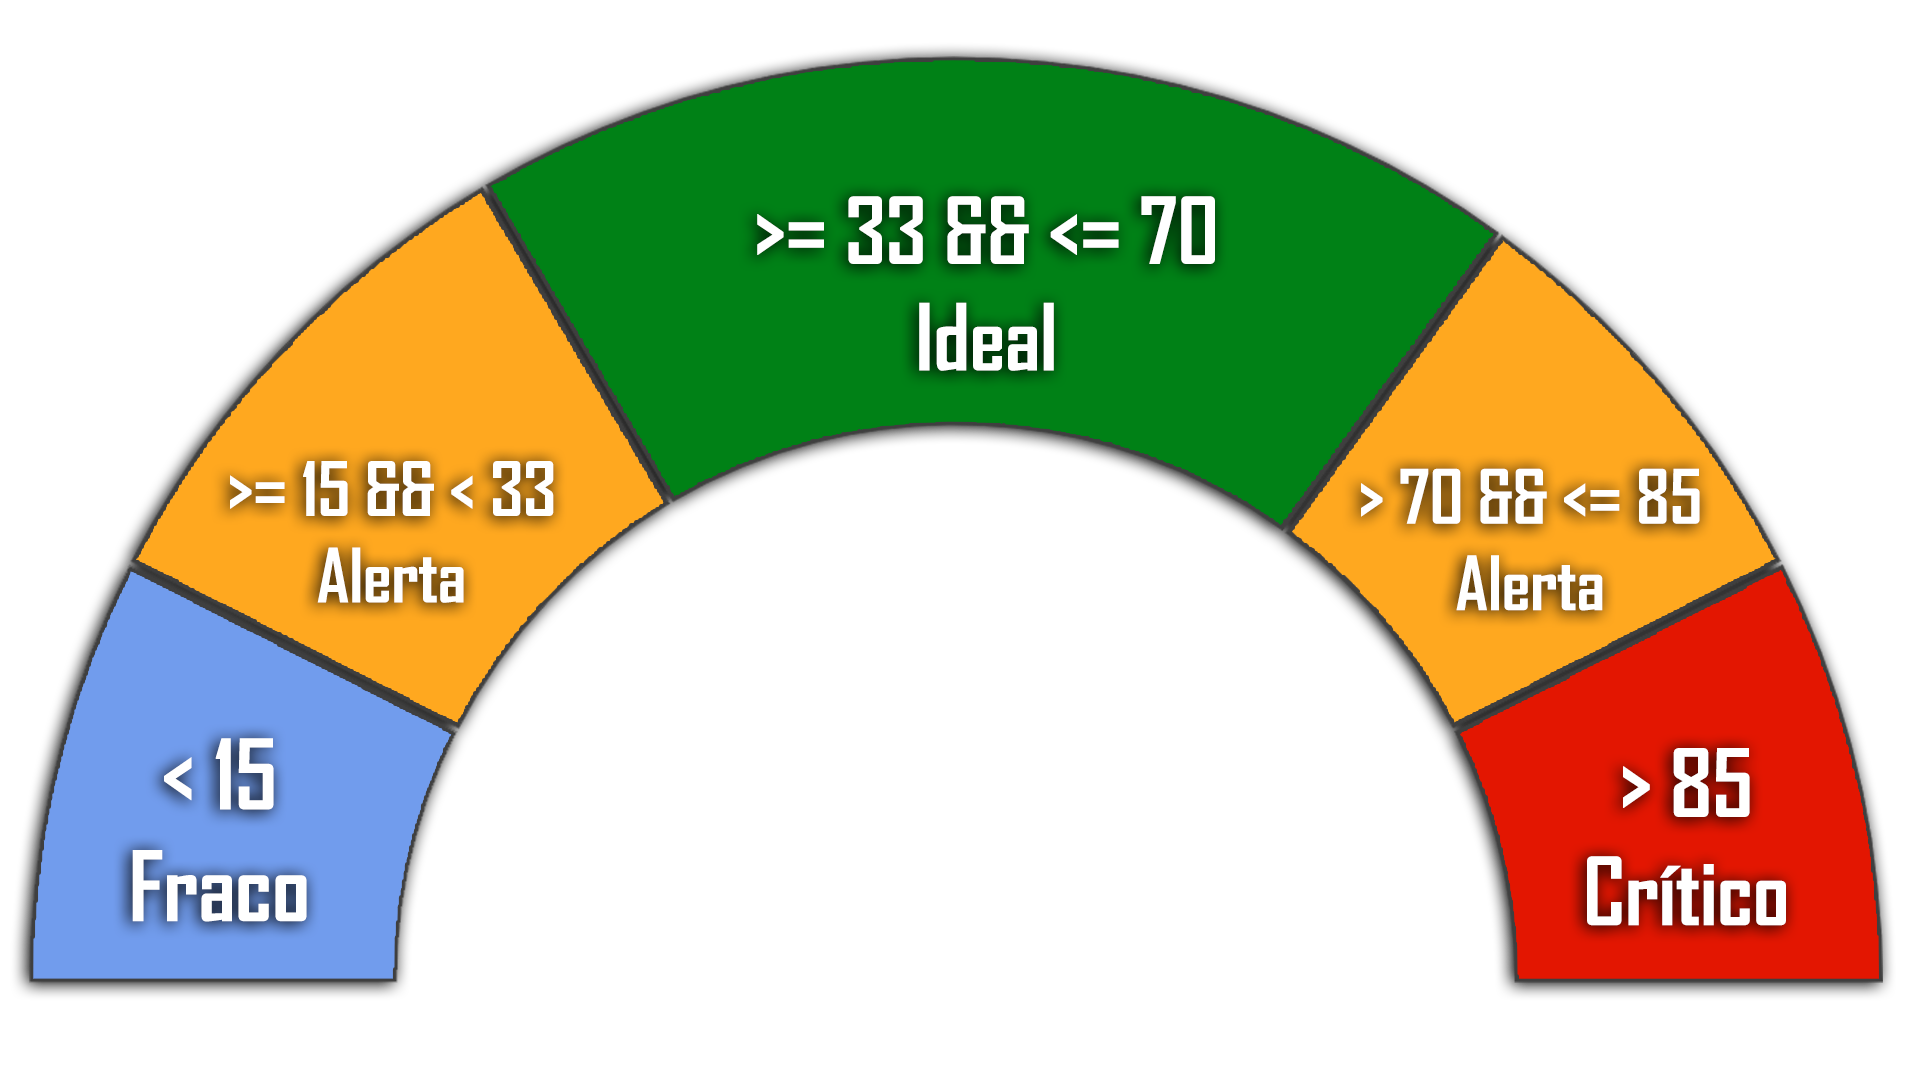 < 15
Fraco
>= 15 && < 33
Alerta
>= 33 && <= 70
Ideal
> 70 && <= 85
Alerta
> 85
Crítico